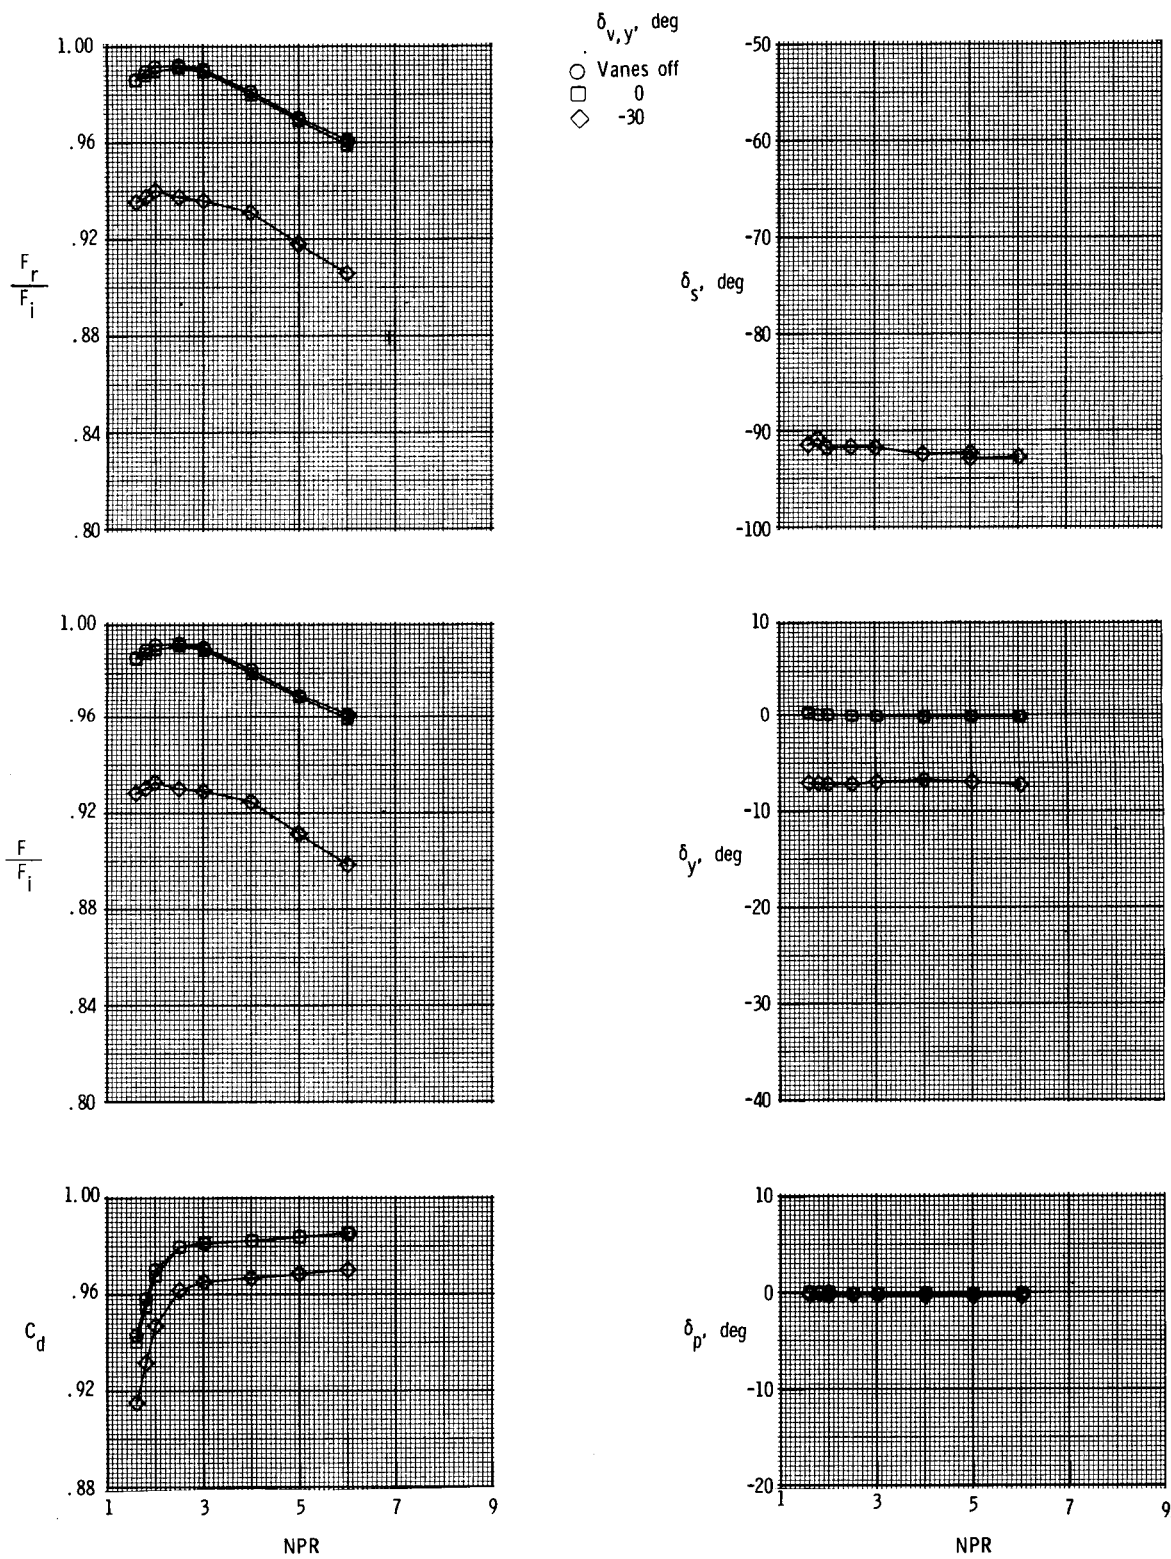 δv,y, deg
Vanes off
0
-30
1.00
.96
.92
.88
.84
.80
Fr
Fi
-50
-60
-70
-80
-90
-100
δs, deg
1.00
.96
.92
.88
.84
.80
F
Fi
10
0
-10
-20
-30
-40
δy, deg
1.00
.96
.92
.88
Cd
1 3 5 7 9
NPR
10
0
-10
-20
δp, deg
1 3 5 7 9
NPR